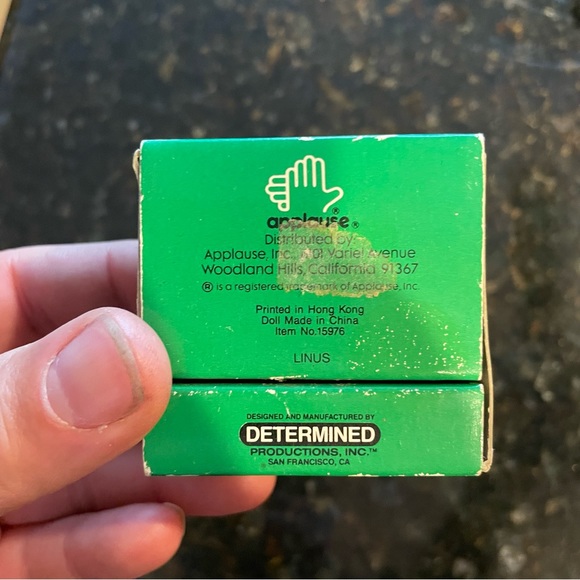 applause®
Distributed by
Applause, Inc., 6101 Variel Avenue
Woodland Hills, California 91367
® is a registered trademark of Applause, Inc.
Printed in Hong Kong
Doll Made in China
Item No.15976
LINUS
DESIGNED AND MANUFACTURED BY
DETERMINED
PRODUCTIONS, INC.™
SAN FRANCISCO, CA